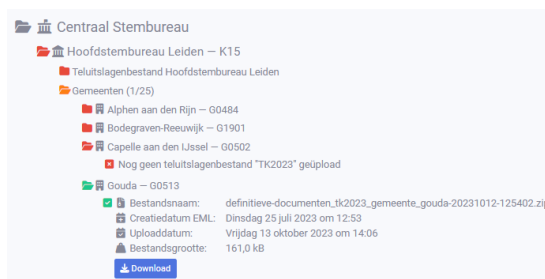 Centraal Stembureau
Hoofdstembureau Leiden – K15
Teluitslagenbestand Hoofdstembureau Leiden
Gemeenten (1/25)
Alphen aan den Rijn – G0484
Bodegraven-Reeuwijk – G1901
Capelle aan den IJssel – G0502
Nog geen teluitslagenbestand "TK2023" geüpload
Gouda – G0513
Bestandsnaam: definitieve-documenten_tk2023_gemeente_gouda-20231012-125402.zip
Creatiedatum EML: Dinsdag 25 juli 2023 om 12:53
Uploaddatum: Vrijdag 13 oktober 2023 om 14:06
Bestandsgrootte: 161,0 kB
Download